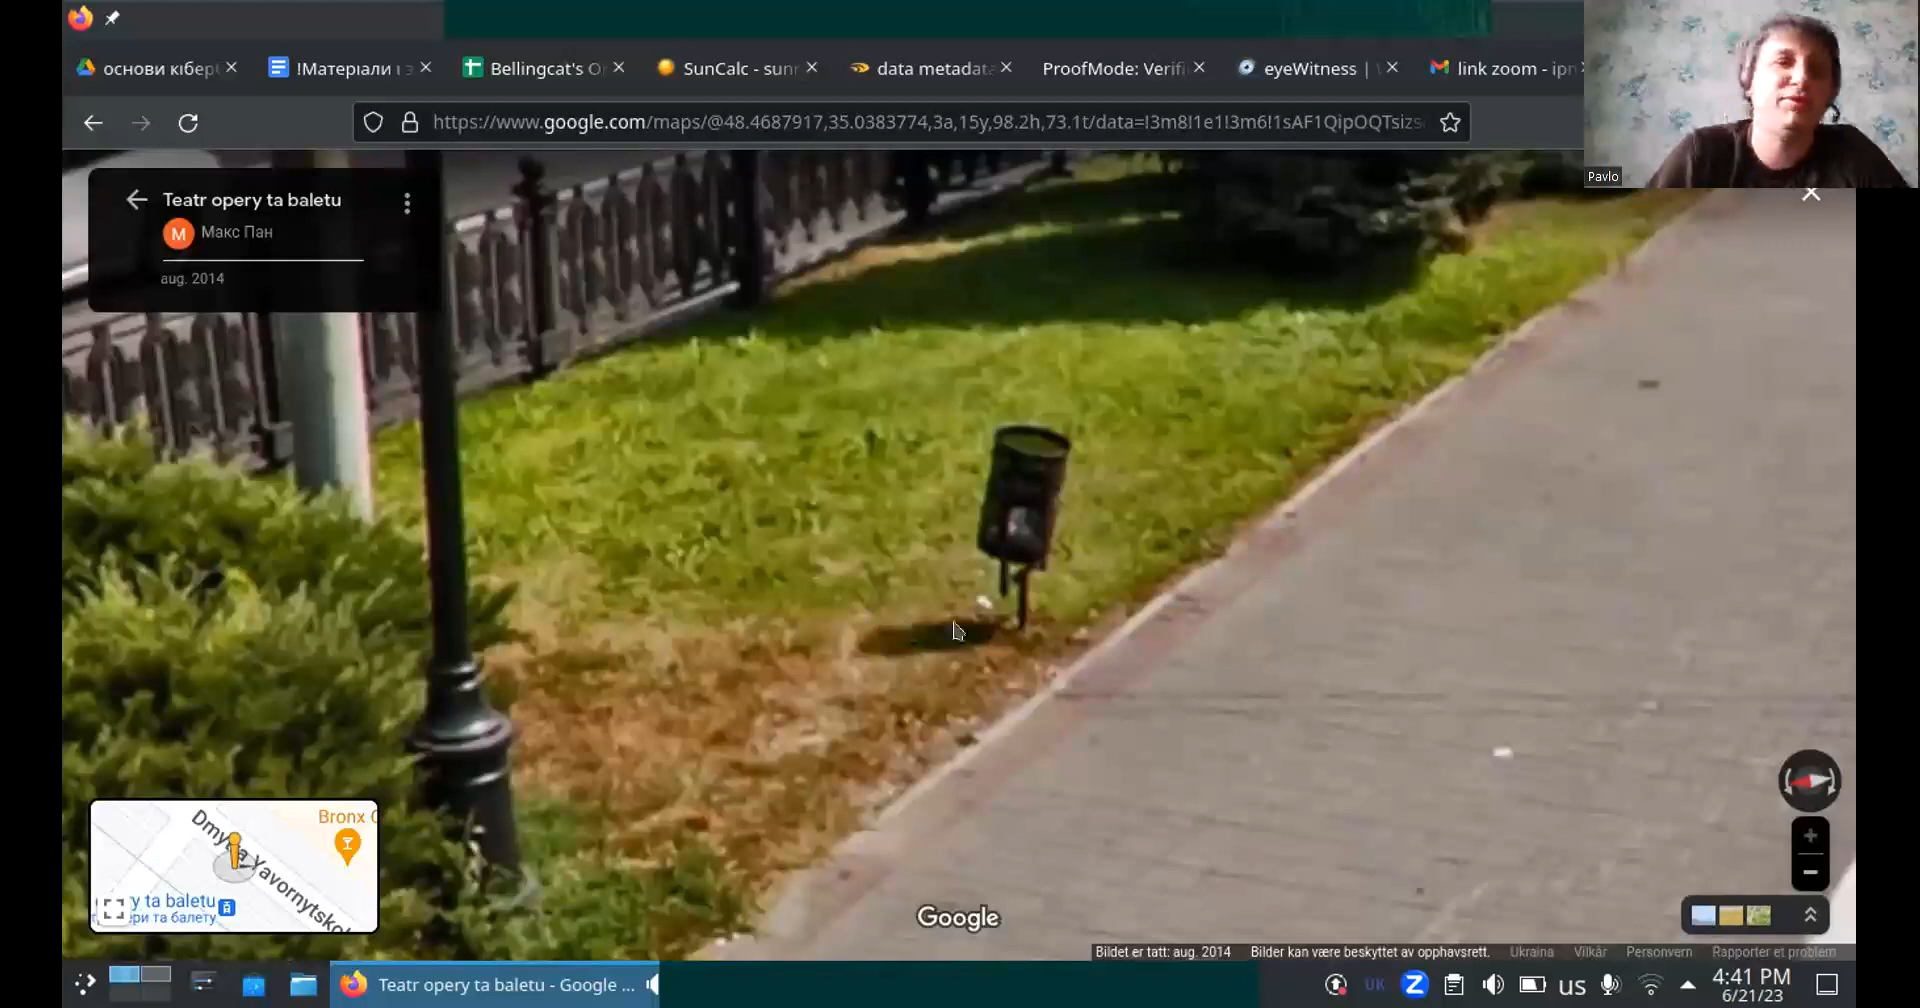 основи кібер
!Матеріали і з
Bellingcat's O
SunCalc - sun
data metadat
ProofMode: Verifi
eyeWitness |
link zoom - ipr
https://www.google.com/maps/@48.4687917,35.0383774,3a,15y,98.2h,73.1t/data=!3m8!1e1!3m6!1sAF1QipOQTsizs
Pavlo
Teatr opery ta baletu
М
Макс Пан
aug. 2014
Bronx
Dmytra Yavornytsko
ry ta baletu
ери та балету
Google
Bildet er tatt: aug. 2014 Bilder kan være beskyttet av opphavsrett. Ukraina Vilkår Personvern Rapporter et problem
Teatr opery ta baletu - Google ...
UK
Z
us
4:41 PM
6/21/23